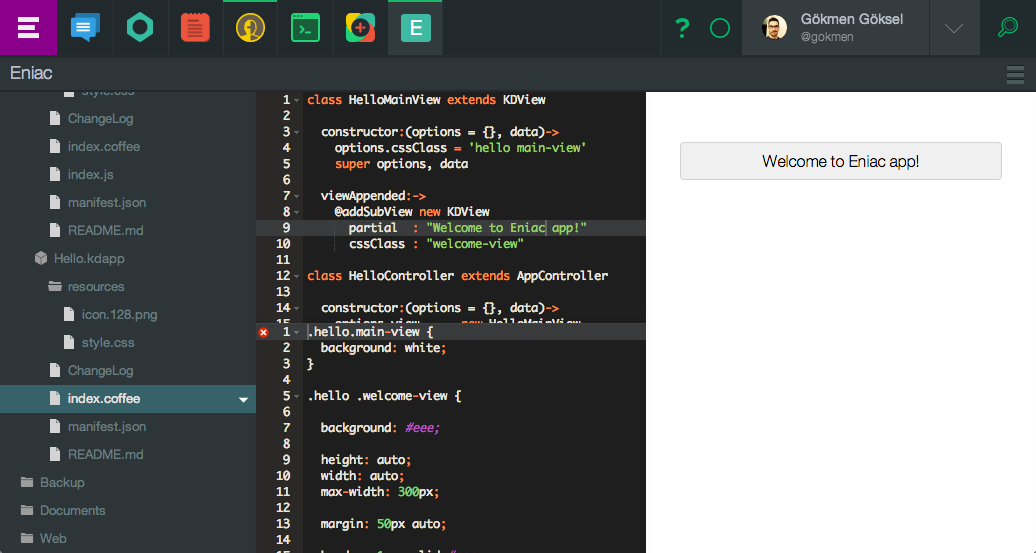 E
?
Gökmen Göksel
@gokmen
Eniac
style.css
ChangeLog
index.coffee
index.js
manifest.json
README.md
Hello.kdapp
resources
icon.128.png
style.css
ChangeLog
index.coffee
manifest.json
README.md
Backup
Documents
Web
1 class HelloMainView extends KDView
2
3 constructor:(options = {}, data)->
4 options.cssClass = 'hello main-view'
5 super options, data
6
7 viewAppended:->
8 @addSubView new KDView
9 partial : "Welcome to Eniac app!"
10 cssClass : "welcome-view"
11
12 class HelloController extends AppController
13
14 constructor:(options = {}, data)->
15 options.view = new HelloMainView
1 .hello.main-view {
2 background: white;
3 }
4
5 .hello .welcome-view {
6
7 background: #eee;
8
9 height: auto;
10 width: auto;
11 max-width: 300px;
12
13 margin: 50px auto;
14
Welcome to Eniac app!